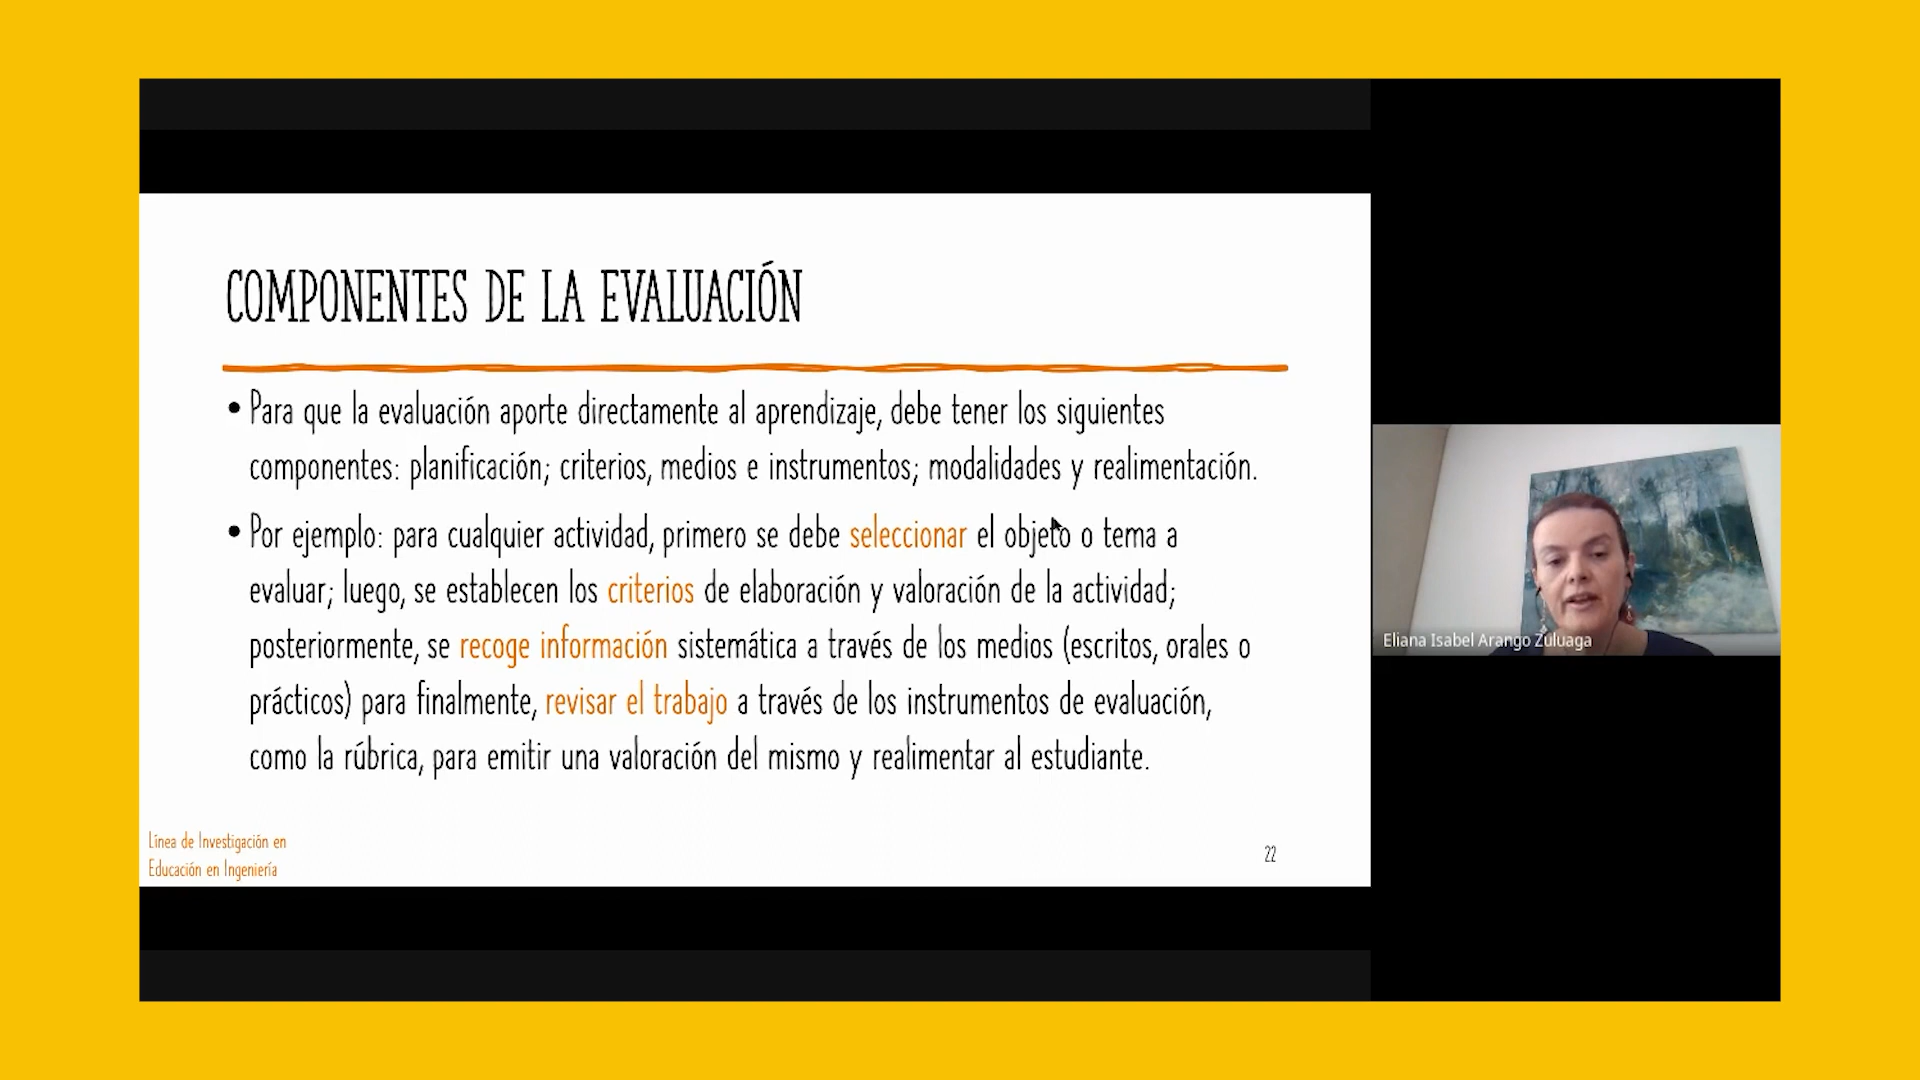 COMPONENTES DE LA EVALUACIÓN
• Para que la evaluación aporte directamente al aprendizaje, debe tener los siguientes
componentes: planificación; criterios, medios e instrumentos; modalidades y realimentación.
• Por ejemplo: para cualquier actividad, primero se debe seleccionar el objeto o tema a
evaluar; luego, se establecen los criterios de elaboración y valoración de la actividad;
posteriormente, se recoge información sistemática a través de los medios (escritos, orales o
prácticos) para finalmente, revisar el trabajo a través de los instrumentos de evaluación,
como la rúbrica, para emitir una valoración del mismo y realimentar al estudiante.
Línea de Investigación en
Educación en Ingeniería
22
Eliana Isabel Arango Zuluaga